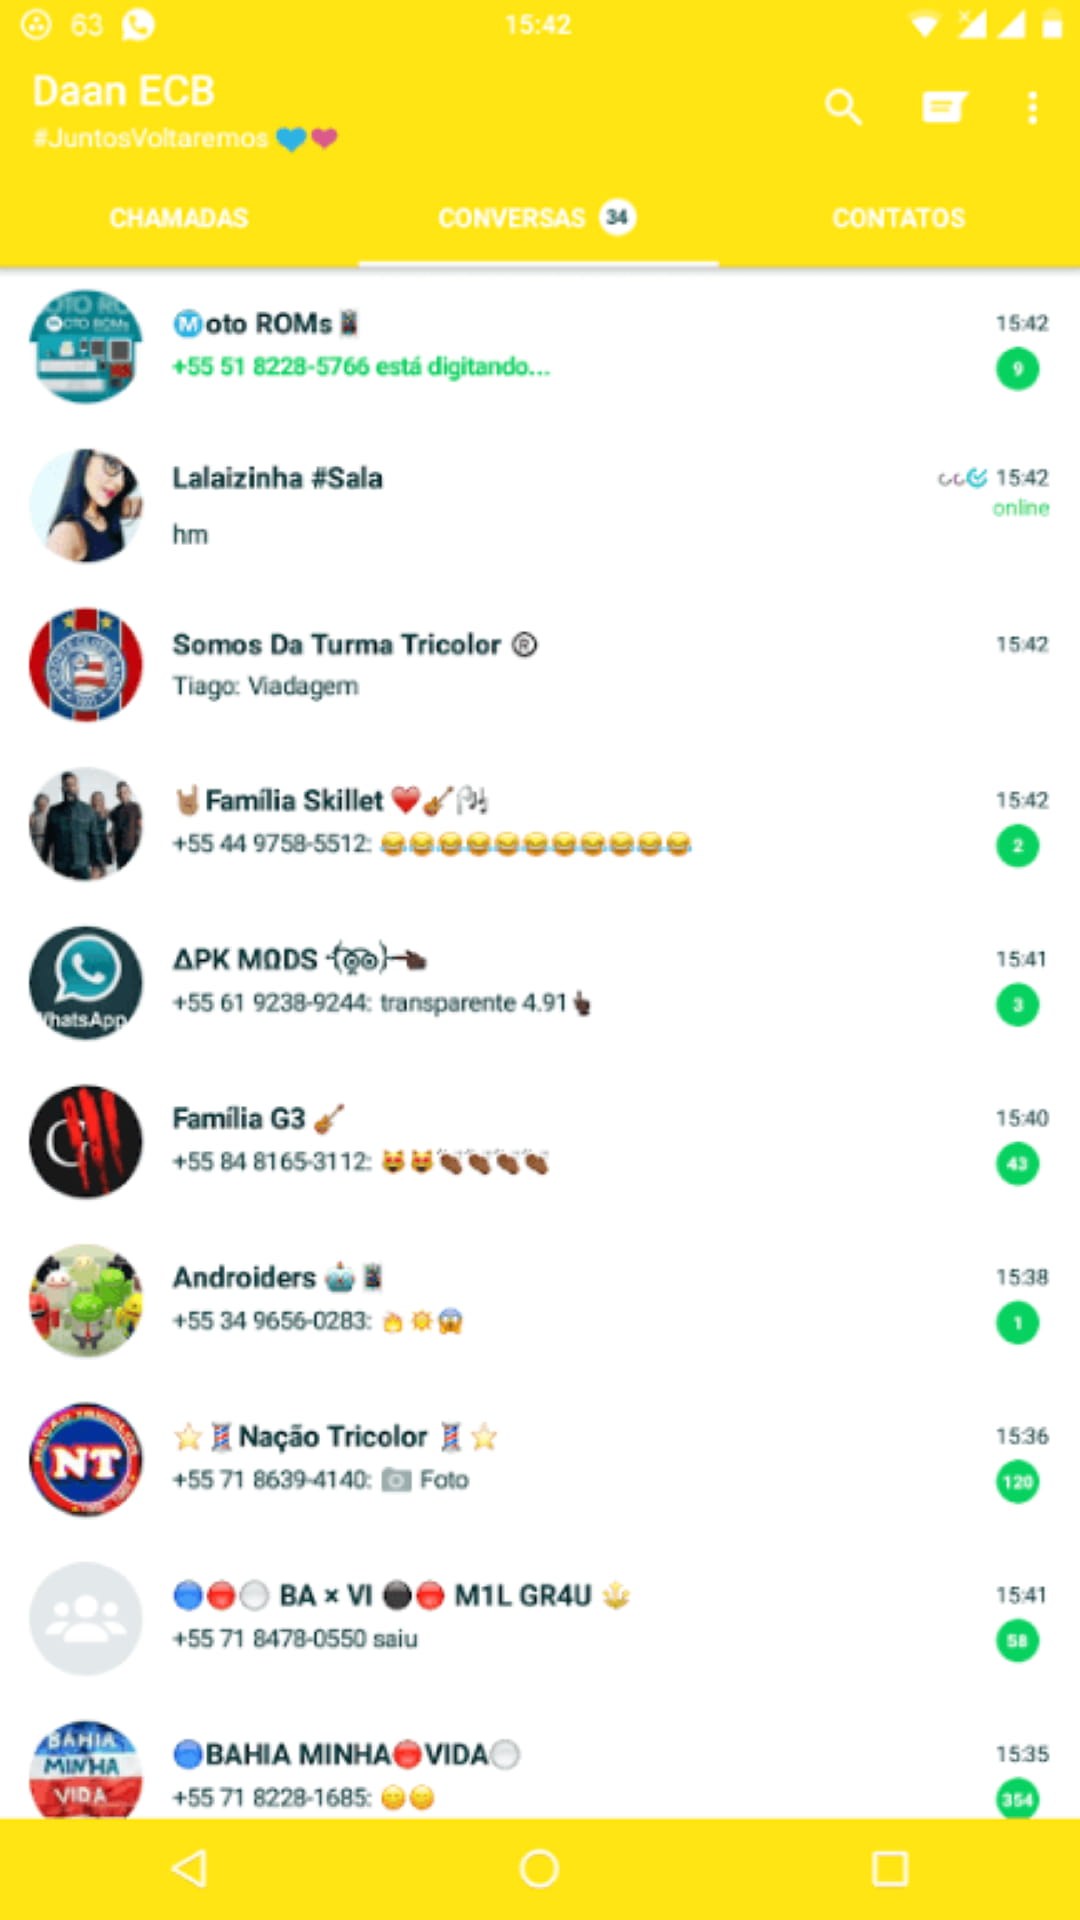 63
15:42
Daan ECB
#JuntosVoltaremos 💙💗
CHAMADAS
CONVERSAS 34
CONTATOS
Ⓜoto ROMs📱
15:42
+55 51 8228-5766 está digitando...
9
Lalaizinha #Sala
15:42
online
hm
Somos Da Turma Tricolor ®
15:42
Tiago: Viadagem
🤘🏽Família Skillet ❤🎸🎧
15:42
+55 44 9758-5512: 😂😂😂😂😂😂😂😂😂😂😂
2
ΔPK MΩDS
15:41
+55 61 9238-9244: transparente 4.91👆🏿
3
WhatsApp
Família G3 🎸
15:40
+55 84 8165-3112: 😻😻👏🏾👏🏾👏🏾👏🏾
43
Androiders 🤖📱
15:38
+55 34 9656-0283: 🔥☀😱
1
⭐💈Nação Tricolor 💈⭐
15:36
NT
+55 71 8639-4140: 📷 Foto
120
🔵🔴⚪ BA × VI ⚫🔴 M1L GR4U 🔱
15:41
+55 71 8478-0550 saiu
58
🔵BAHIA MINHA🔴VIDA⚪
15:35
BAHIA
MINHA
VIDA
+55 71 8228-1685: 😊😊
354